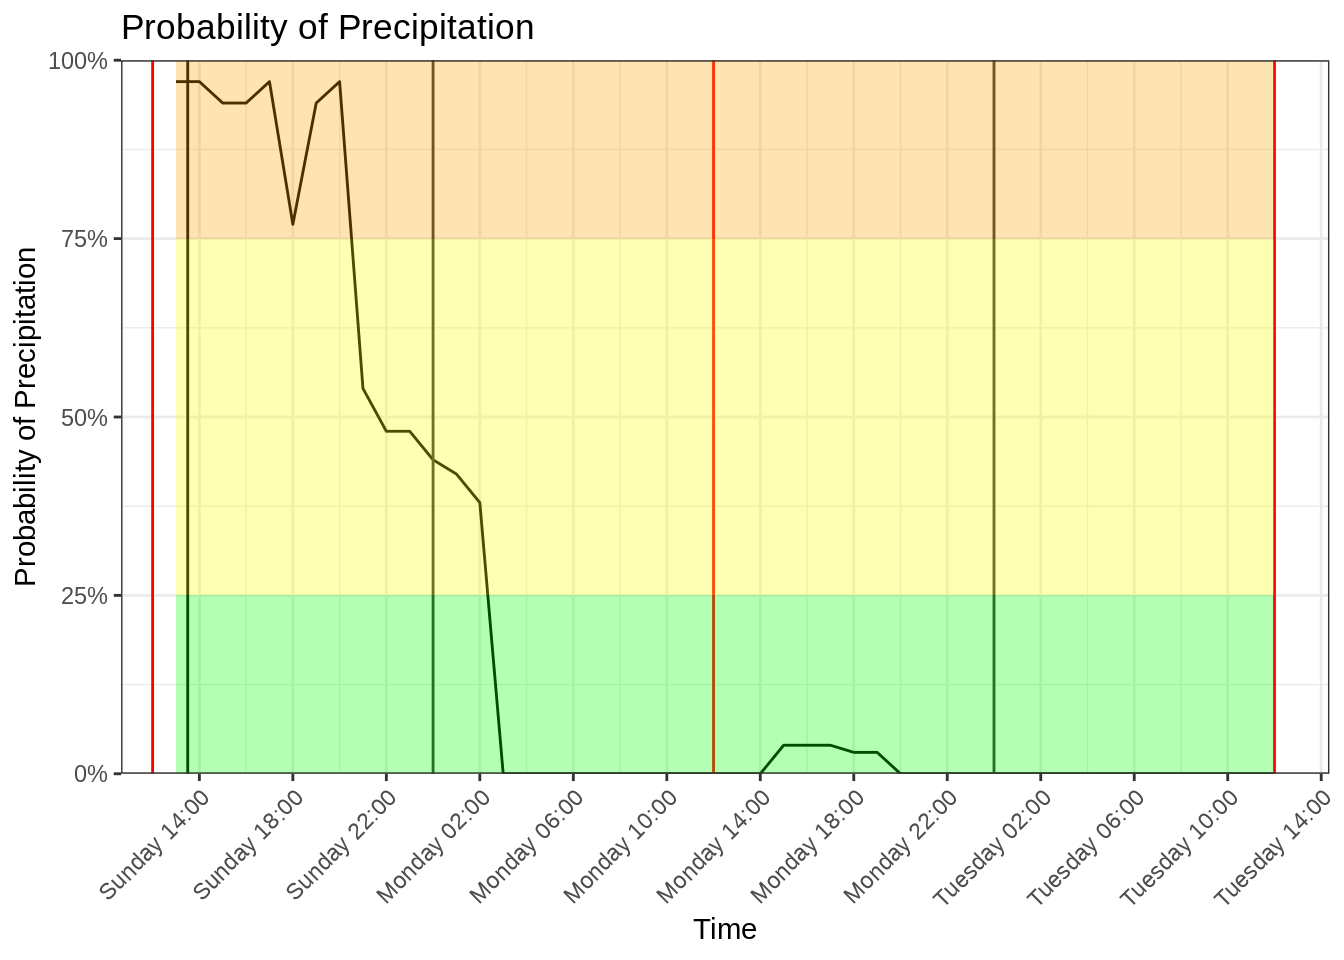 Probability of Precipitation
Probability of Precipitation
100%
75%
50%
25%
0%
Sunday 14:00
Sunday 18:00
Sunday 22:00
Monday 02:00
Monday 06:00
Monday 10:00
Monday 14:00
Monday 18:00
Monday 22:00
Tuesday 02:00
Tuesday 06:00
Tuesday 10:00
Tuesday 14:00
Time